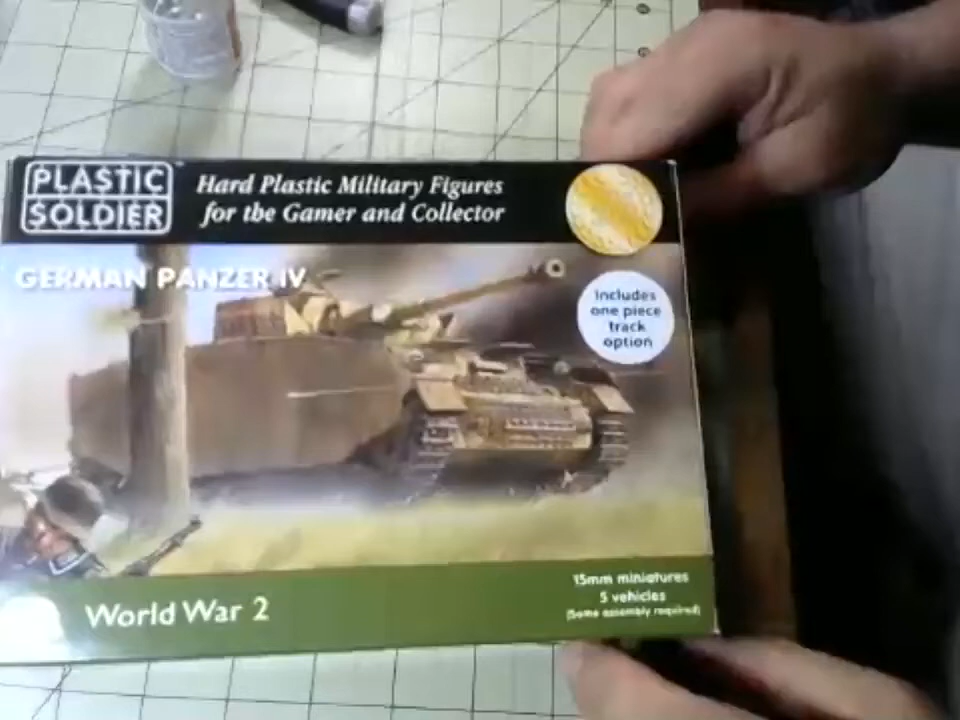 PLASTIC
SOLDIER
Hard Plastic Military Figures
for the Gamer and Collector
GERMAN PANZER IV
Includes
one piece
track
option
World War 2
15mm miniatures
5 vehicles
(Some assembly required)